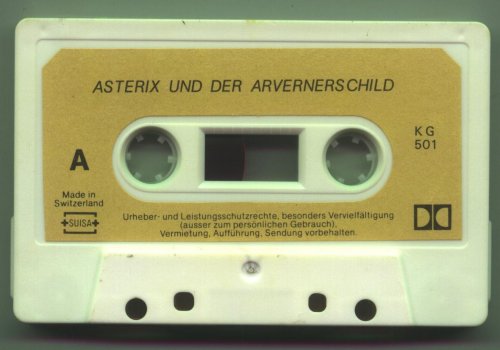 ASTERIX UND DER ARVERNERSCHILD
A
KG
501
Made in
Switzerland
+SUISA+
Urheber- und Leistungsschutzrechte, besonders Vervielfältigung
(ausser zum persönlichen Gebrauch),
Vermietung, Aufführung, Sendung vorbehalten.